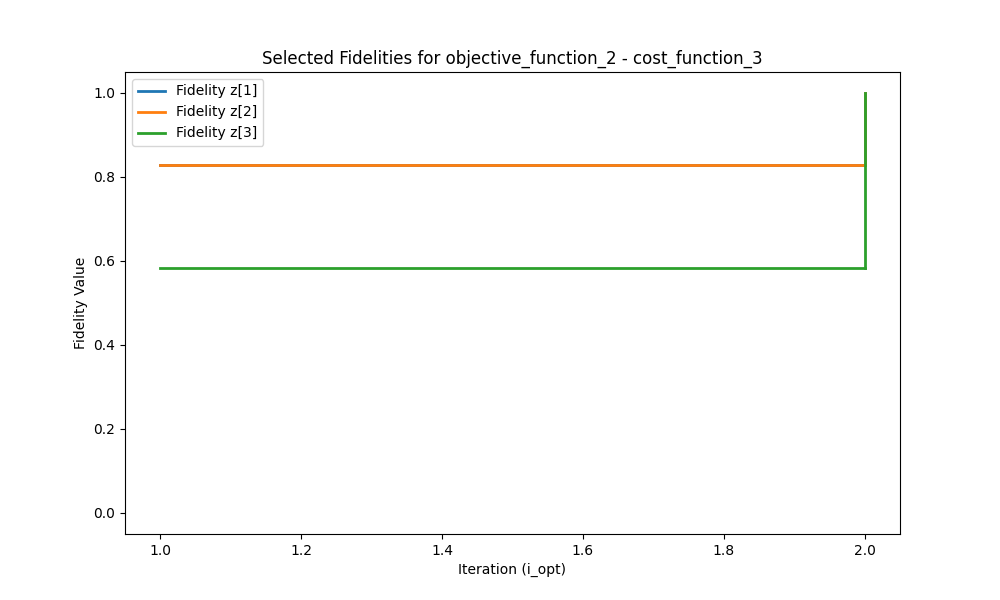 Selected Fidelities for objective_function_2 - cost_function_3
Fidelity z[1]
Fidelity z[2]
Fidelity z[3]
Fidelity Value
1.0
0.8
0.6
0.4
0.2
0.0
1.0 1.2 1.4 1.6 1.8 2.0
Iteration (i_opt)